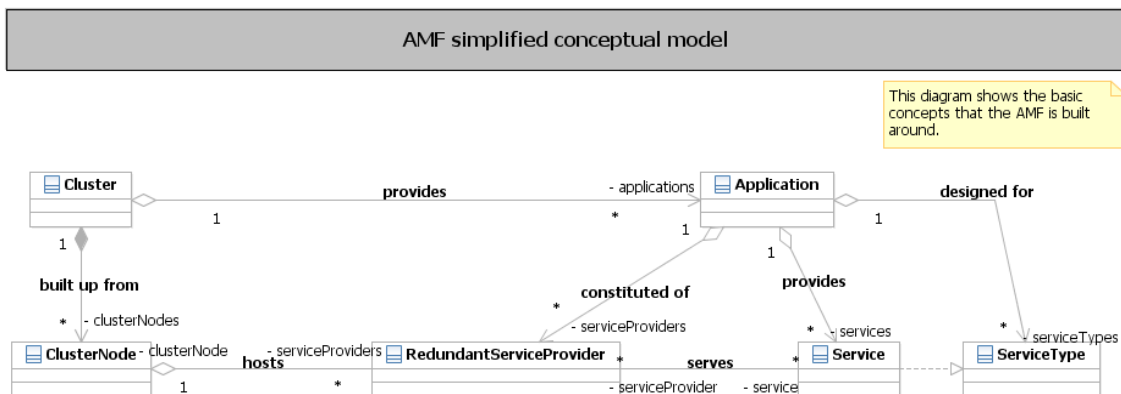 AMF simplified conceptual model
This diagram shows the basic
concepts that the AMF is built
around.
Cluster
provides
- applications
Application
designed for
1
*
1
1
1
1
built up from
constituted of
provides
*
- clusterNodes
*
- serviceProviders
*
- services
*
- serviceTypes
ClusterNode
- clusterNode
hosts
- serviceProviders
RedundantServiceProvider
*
serves
*
Service
ServiceType
1
*
- serviceProvider
- service